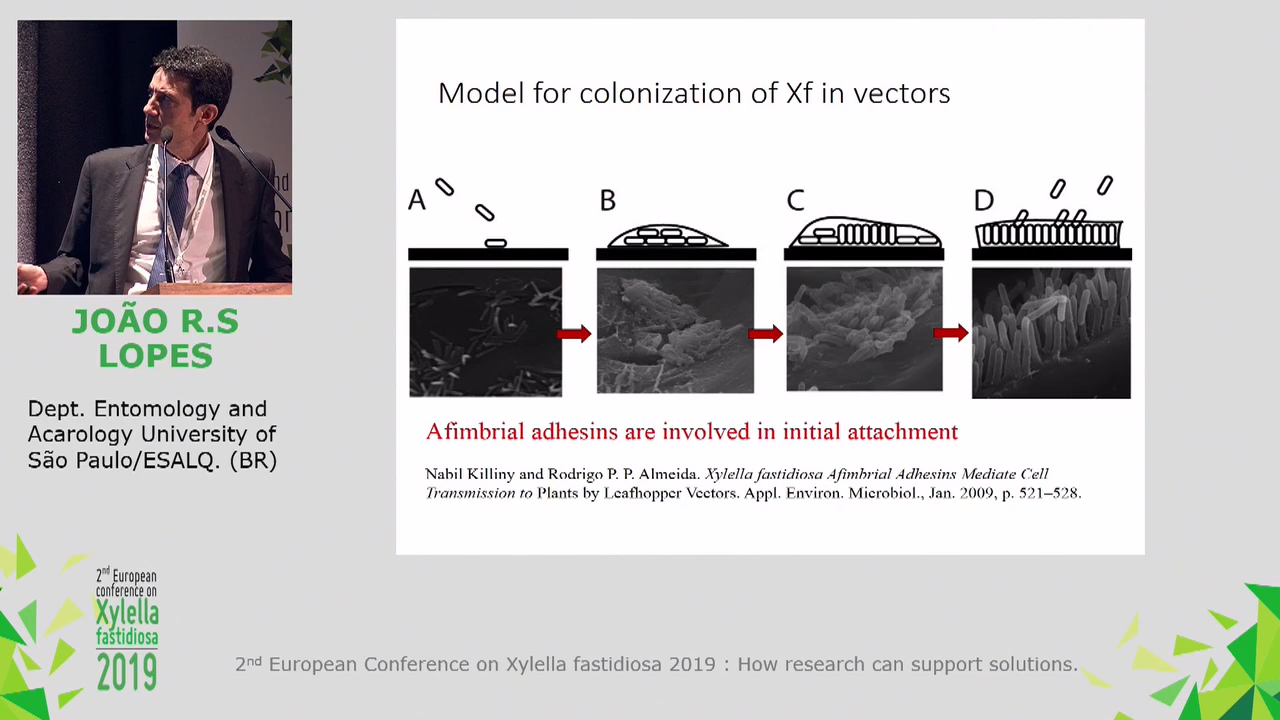 JOÃO R.S
LOPES
Dept. Entomology and
Acarology University of
São Paulo/ESALQ. (BR)
Model for colonization of Xf in vectors
A
B
C
D
Afimbrial adhesins are involved in initial attachment
Nabil Killiny and Rodrigo P. P. Almeida. Xylella fastidiosa Afimbrial Adhesins Mediate Cell
Transmission to Plants by Leafhopper Vectors. Appl. Environ. Microbiol., Jan. 2009, p. 521–528.
2nd European
conference on
Xylella
fastidiosa
2019
2nd European Conference on Xylella fastidiosa 2019 : How research can support solutions.